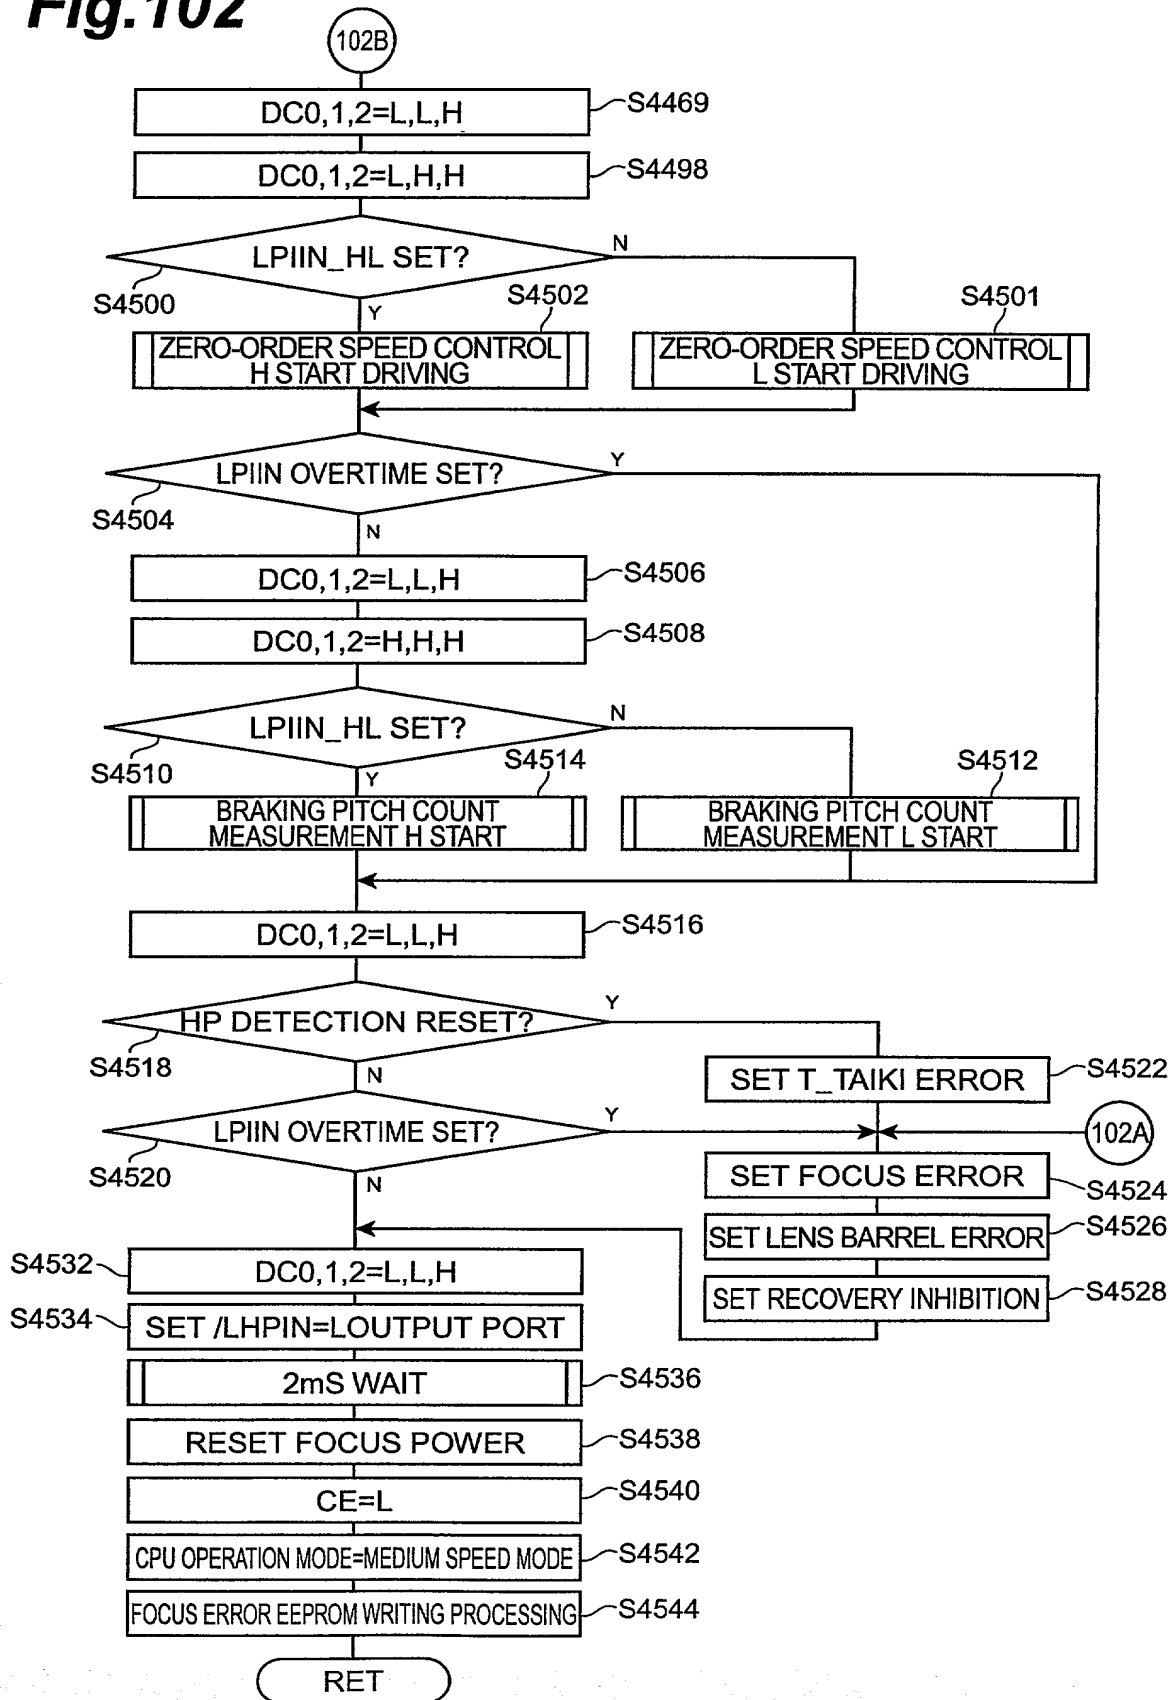 Fig.102
102B
DC0,1,2=L,L,H
S4469
DC0,1,2=L,H,H
S4498
LPIIN_HL SET?
N
S4500
Y
S4502
S4501
ZERO-ORDER SPEED CONTROL
H START DRIVING
ZERO-ORDER SPEED CONTROL
L START DRIVING
LPIIN OVERTIME SET?
Y
S4504
N
DC0,1,2=L,L,H
S4506
DC0,1,2=H,H,H
S4508
LPIIN_HL SET?
N
S4510
Y
S4514
S4512
BRAKING PITCH COUNT
MEASUREMENT H START
BRAKING PITCH COUNT
MEASUREMENT L START
DC0,1,2=L,L,H
S4516
HP DETECTION RESET?
Y
S4518
N
SET T_TAIKI ERROR
S4522
LPIIN OVERTIME SET?
Y
102A
S4520
N
SET FOCUS ERROR
S4524
SET LENS BARREL ERROR
S4526
S4532
DC0,1,2=L,L,H
SET RECOVERY INHIBITION
S4528
S4534
SET /LHPIN=LOUTPUT PORT
2mS WAIT
S4536
RESET FOCUS POWER
S4538
CE=L
S4540
CPU OPERATION MODE=MEDIUM SPEED MODE
S4542
FOCUS ERROR EEPROM WRITING PROCESSING
S4544
RET